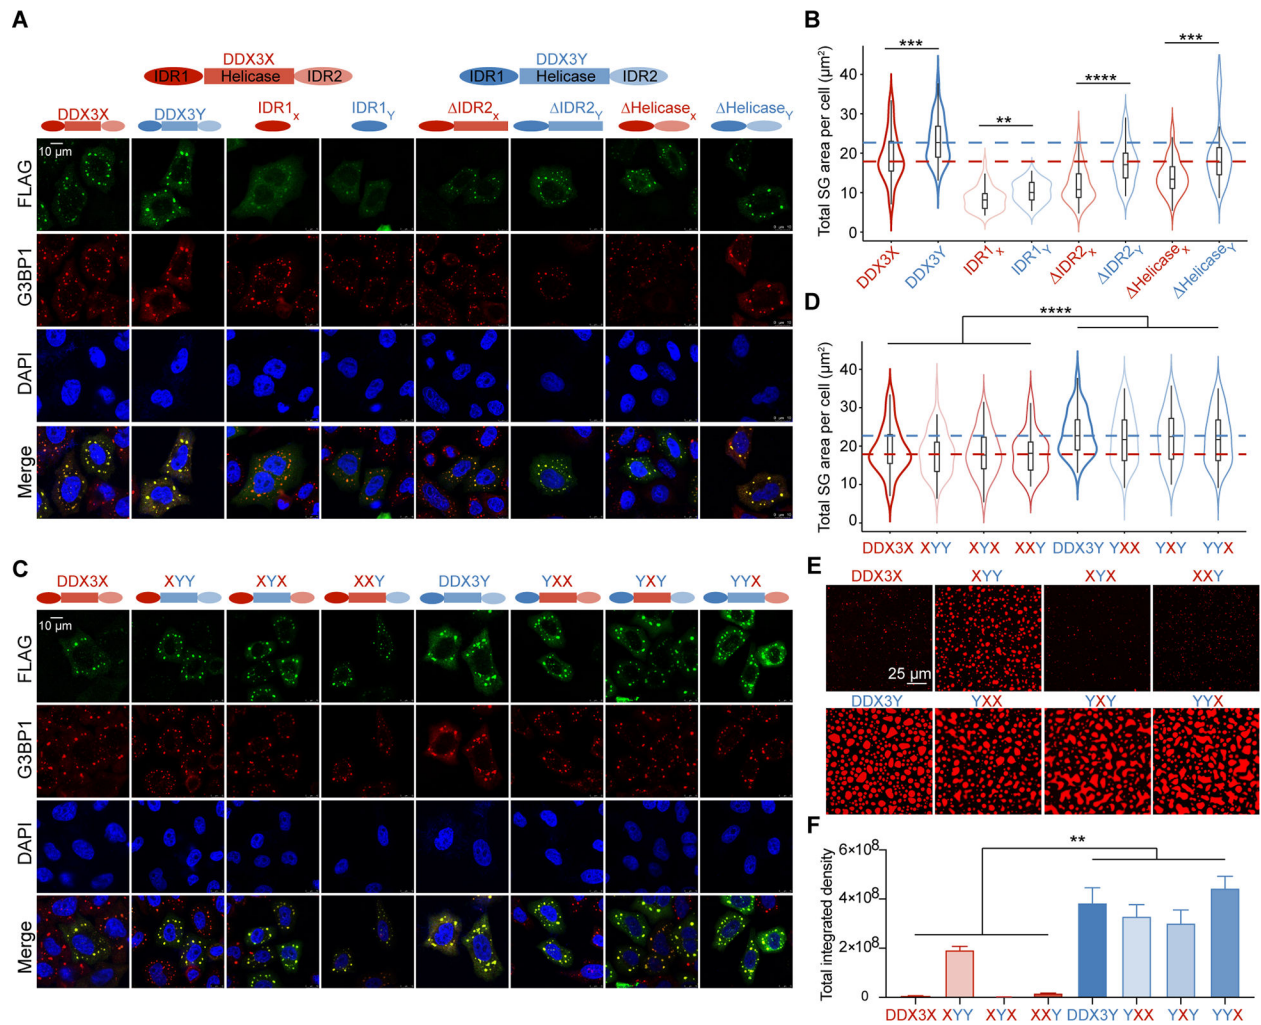 A
DDX3X
IDR1 Helicase IDR2
DDX3Y
IDR1 Helicase IDR2
DDX3X DDX3Y IDR1X IDR1Y ΔIDR2X ΔIDR2Y ΔHelicaseX ΔHelicaseY
10 µm
FLAG
G3BP1
DAPI
Merge
B
Total SG area per cell (µm²)
40
30
20
10
0
*** ** **** ***
DDX3X DDX3Y IDR1X IDR1Y ΔIDR2X ΔIDR2Y ΔHelicaseX ΔHelicaseY
C
DDX3X XYY XYX XXY DDX3Y YXX YXY YYX
10 µm
FLAG
G3BP1
DAPI
Merge
D
****
Total SG area per cell (µm²)
40
30
20
10
0
DDX3X XYY XYX XXY DDX3Y YXX YXY YYX
E
DDX3X XYY XYX XXY
25 µm
DDX3Y YXX YXY YYX
F
**
Total integrated density
6×10⁸
4×10⁸
2×10⁸
0
DDX3X XYY XYX XXY DDX3Y YXX YXY YYX